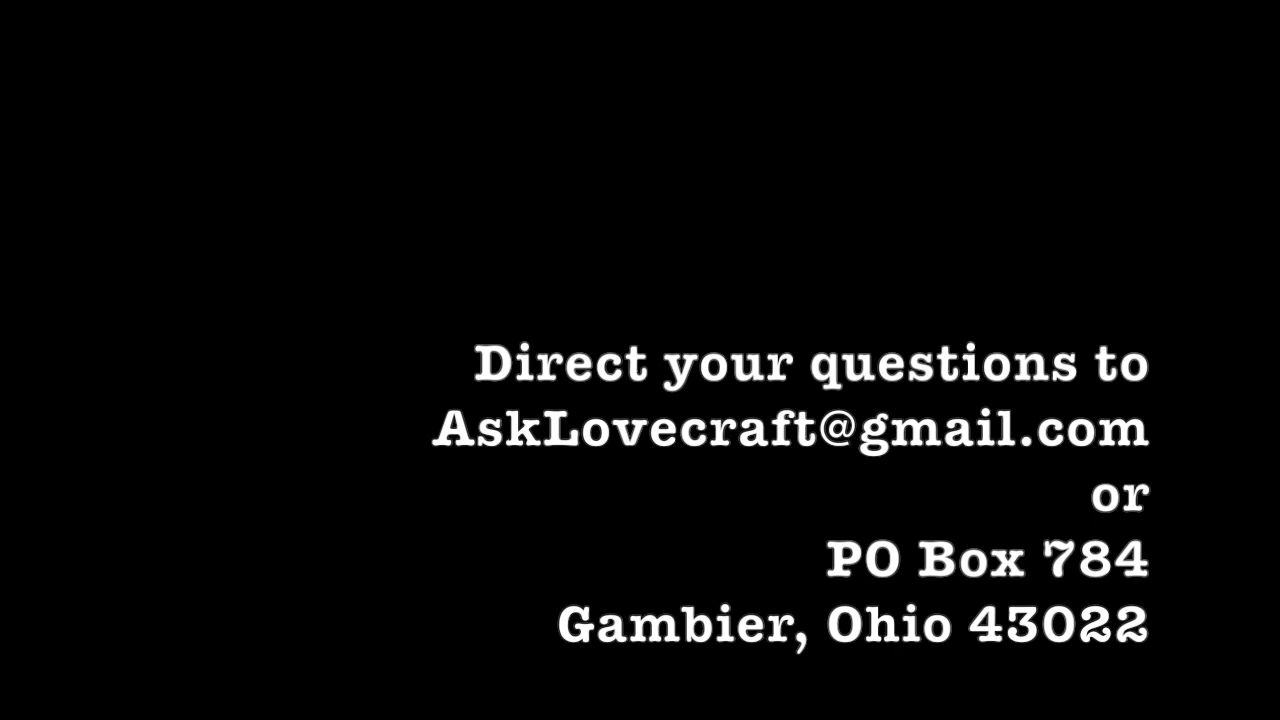 Direct your questions to
AskLovecraft@gmail.com
or
PO Box 784
Gambier, Ohio 43022